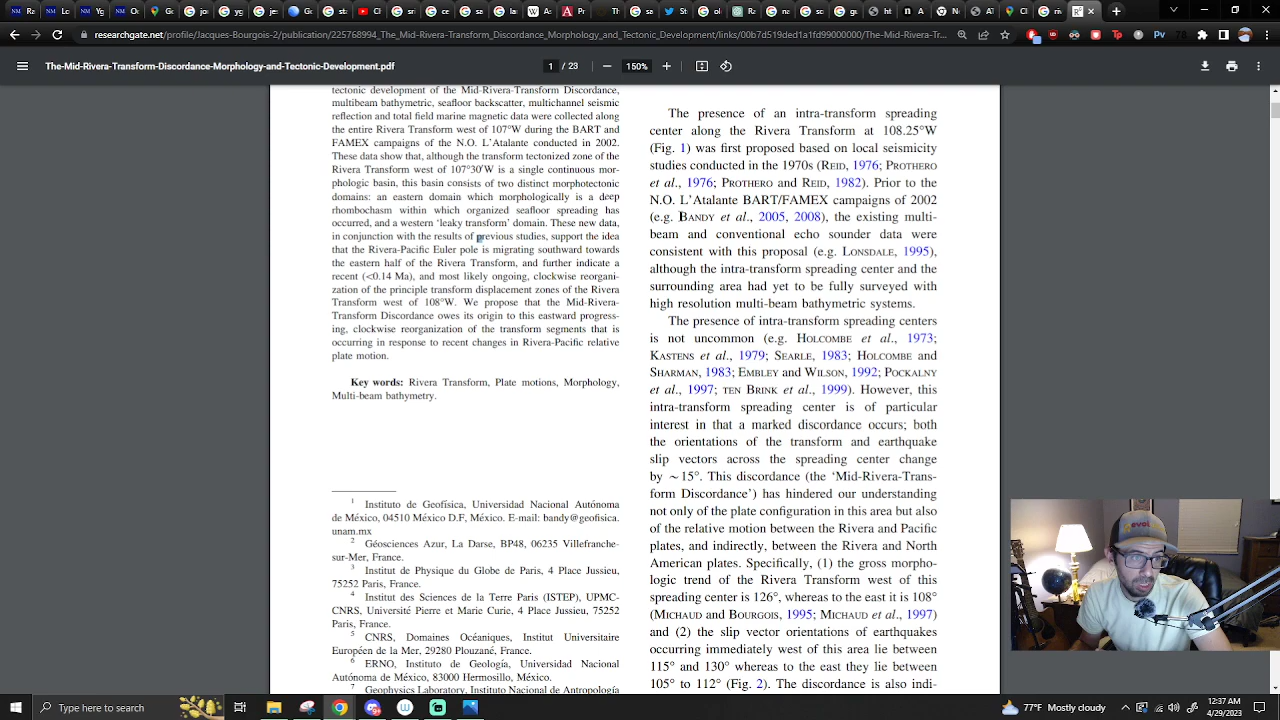 researchgate.net/profile/Jacques-Bourgois-2/publication/225768994_The_Mid-Rivera-Transform_Discordance_Morphology_and_Tectonic_Development/links/00b7d519ded1a1fd99000000/The-Mid-Rivera-Tr...
The-Mid-Rivera-Transform-Discordance-Morphology-and-Tectonic-Development.pdf
1 / 23
150%
tectonic development of the Mid-Rivera-Transform Discordance,
multibeam bathymetric, seafloor backscatter, multichannel seismic
reflection and total field marine magnetic data were collected along
the entire Rivera Transform west of 107°W during the BART and
FAMEX campaigns of the N.O. L'Atalante conducted in 2002.
These data show that, although the transform tectonized zone of the
Rivera Transform west of 107°30′W is a single continuous mor-
phologic basin, this basin consists of two distinct morphotectonic
domains: an eastern domain which morphologically is a deep
rhombochasm within which organized seafloor spreading has
occurred, and a western 'leaky transform' domain. These new data,
in conjunction with the results of previous studies, support the idea
that the Rivera-Pacific Euler pole is migrating southward towards
the eastern half of the Rivera Transform, and further indicate a
recent (<0.14 Ma), and most likely ongoing, clockwise reorgani-
zation of the principle transform displacement zones of the Rivera
Transform west of 108°W. We propose that the Mid-Rivera-
Transform Discordance owes its origin to this eastward progress-
ing, clockwise reorganization of the transform segments that is
occurring in response to recent changes in Rivera-Pacific relative
plate motion.
Key words: Rivera Transform, Plate motions, Morphology,
Multi-beam bathymetry.
1 Instituto de Geofísica, Universidad Nacional Autónoma
de México, 04510 México D.F, México. E-mail: bandy@geofisica.
unam.mx
2 Géosciences Azur, La Darse, BP48, 06235 Villefranche-
sur-Mer, France.
3 Institut de Physique du Globe de Paris, 4 Place Jussieu,
75252 Paris, France.
4 Institut des Sciences de la Terre Paris (ISTEP), UPMC-
CNRS, Université Pierre et Marie Curie, 4 Place Jussieu, 75252
Paris, France.
5 CNRS, Domaines Océaniques, Institut Universitaire
Européen de la Mer, 29280 Plouzané, France.
6 ERNO, Instituto de Geología, Universidad Nacional
Autónoma de México, 83000 Hermosillo, México.
7 Geophysics Laboratory, Instituto Nacional de Antropología
The presence of an intra-transform spreading
center along the Rivera Transform at 108.25°W
(Fig. 1) was first proposed based on local seismicity
studies conducted in the 1970s (REID, 1976; PROTHERO
et al., 1976; PROTHERO and REID, 1982). Prior to the
N.O. L'Atalante BART/FAMEX campaigns of 2002
(e.g. BANDY et al., 2005, 2008), the existing multi-
beam and conventional echo sounder data were
consistent with this proposal (e.g. LONSDALE, 1995),
although the intra-transform spreading center and the
surrounding area had yet to be fully surveyed with
high resolution multi-beam bathymetric systems.
The presence of intra-transform spreading centers
is not uncommon (e.g. HOLCOMBE et al., 1973;
KASTENS et al., 1979; SEARLE, 1983; HOLCOMBE and
SHARMAN, 1983; EMBLEY and WILSON, 1992; POCKALNY
et al., 1997; TEN BRINK et al., 1999). However, this
intra-transform spreading center is of particular
interest in that a marked discordance occurs; both
the orientations of the transform and earthquake
slip vectors across the spreading center change
by ~15°. This discordance (the 'Mid-Rivera-Trans-
form Discordance') has hindered our understanding
not only of the plate configuration in this area but also
of the relative motion between the Rivera and Pacific
plates, and indirectly, between the Rivera and North
American plates. Specifically, (1) the gross morpho-
logic trend of the Rivera Transform west of this
spreading center is 126°, whereas to the east it is 108°
(MICHAUD and BOURGOIS, 1995; MICHAUD et al., 1997)
and (2) the slip vector orientations of earthquakes
occurring immediately west of this area lie between
115° and 130° whereas to the east they lie between
105° to 112° (Fig. 2). The discordance is also indi-
evol
Type here to search
77°F Mostly cloudy
12:37 AM
4/29/2023